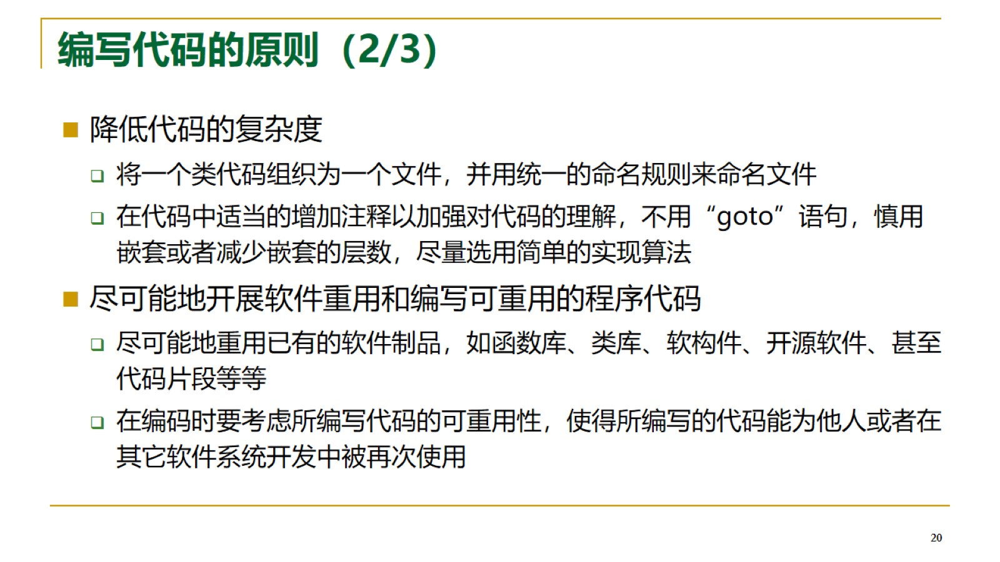 编写代码的原则（2/3）
降低代码的复杂度
将一个类代码组织为一个文件，并用统一的命名规则来命名文件
在代码中适当的增加注释以加强对代码的理解，不用“goto”语句，慎用
嵌套或者减少嵌套的层数，尽量选用简单的实现算法
尽可能地开展软件重用和编写可重用的程序代码
尽可能地重用已有的软件制品，如函数库、类库、软构件、开源软件、甚至
代码片段等等
在编码时要考虑所编写代码的可重用性，使得所编写的代码能为他人或者在
其它软件系统开发中被再次使用
20